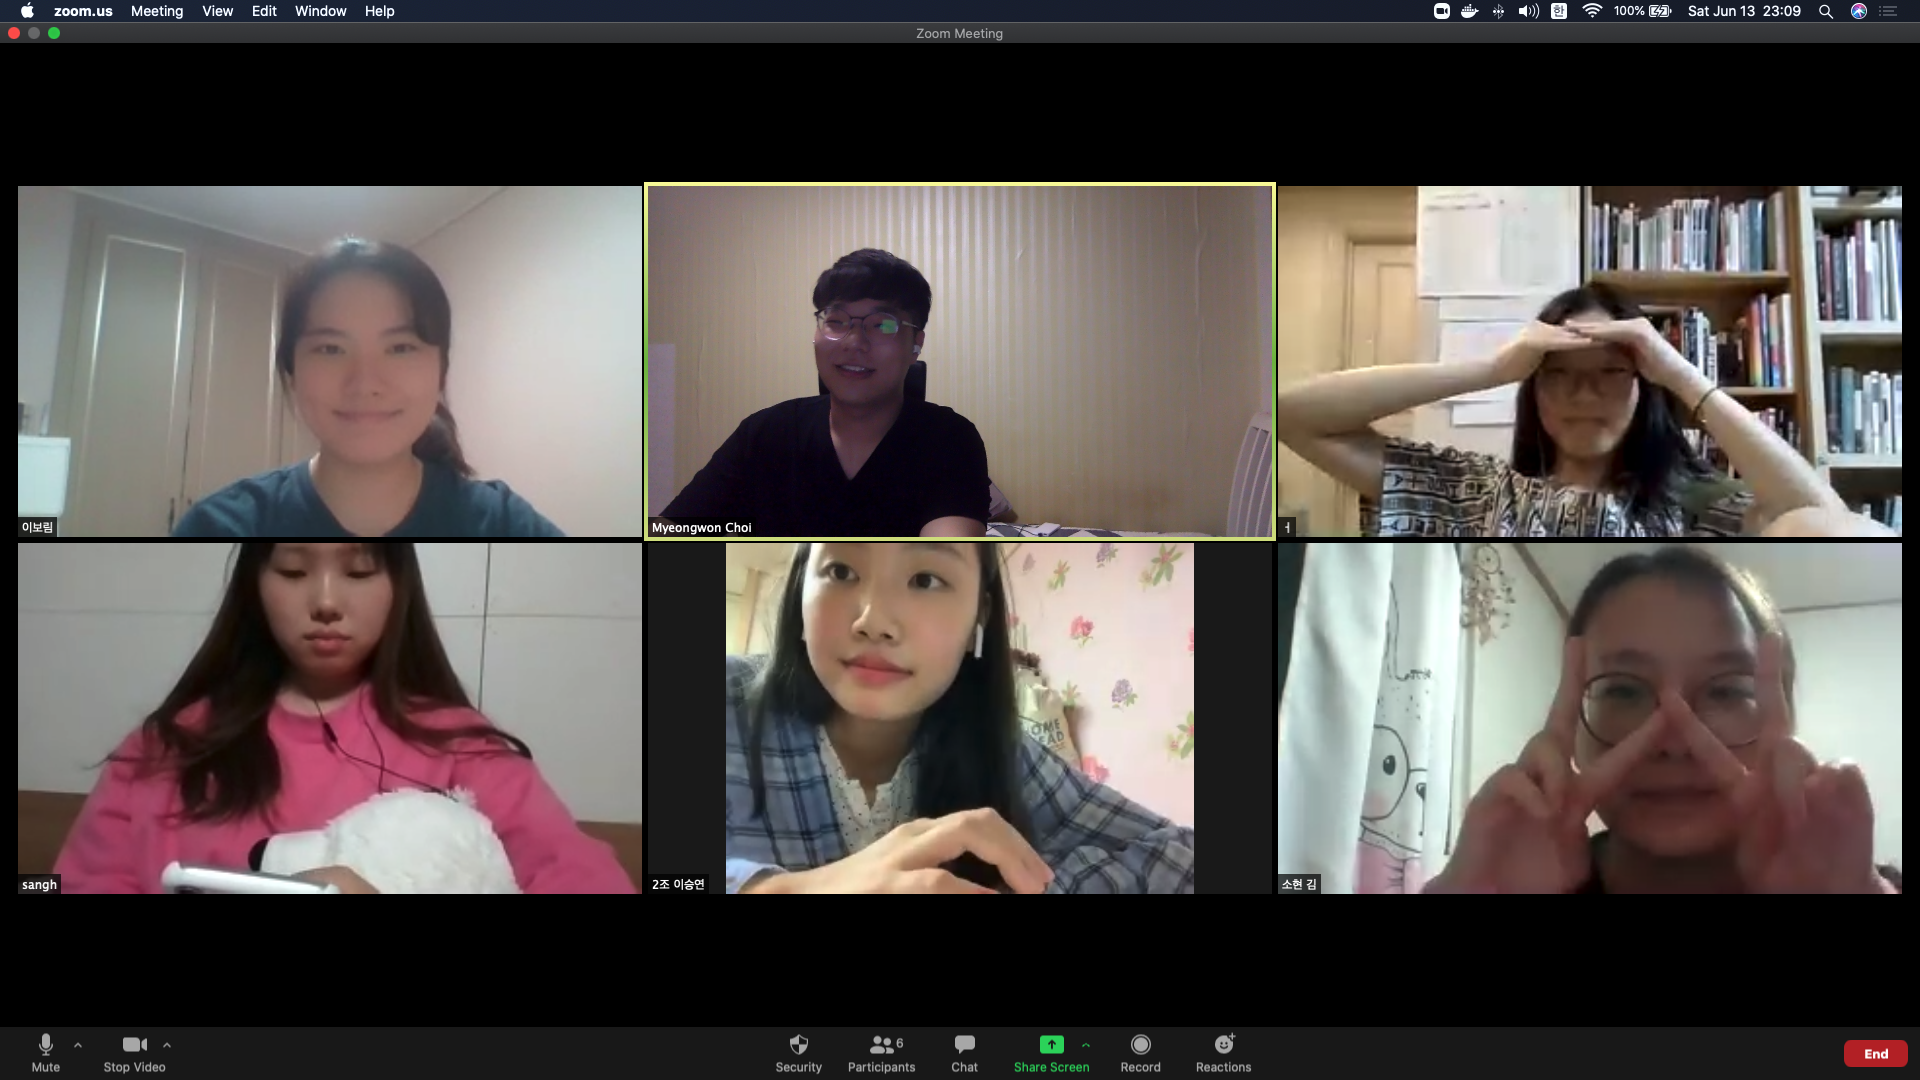 zoom.us Meeting View Edit Window Help 한 100% Sat Jun 13 23:09
Zoom Meeting
이보림
Myeongwon Choi
ㅓ
sangh
2조 이승연
소현 김
Mute
Stop Video
Security
Participants 6
Chat
Share Screen
Record
Reactions
End